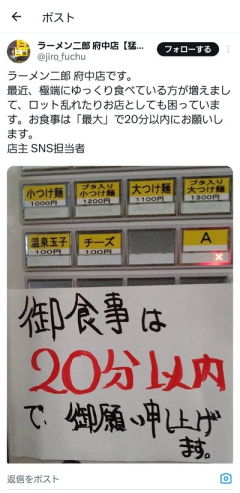 ポスト
ラーメン二郎 府中店【猛...
@jiro_fuchu
フォローする
ラーメン二郎 府中店です。
最近、極端にゆっくり食べている方が増えまし
て、ロット乱れたりお店としても困っていま
す。お食事は「最大」で20分以内にお願いし
ます。
店主 SNS担当者
小つけ麺
1000円
ブタ入り
小つけ麺
1200円
大つけ麺
1100円
ブタ入り
大つけ麺
1300円
温泉玉子
100円
チーズ
100円
A
御食事は
20分以内
で御願い申し上げ
ます。
返信をポスト